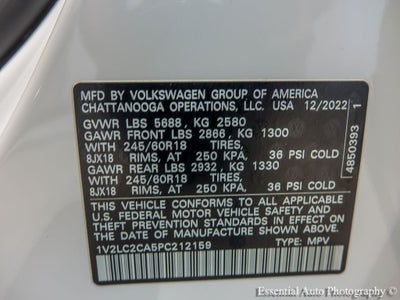 MFD BY VOLKSWAGEN GROUP OF AMERICA
CHATTANOOGA OPERATIONS, LLC. USA 12/2022
GVWR LBS 5688, KG 2580
GAWR FRONT LBS 2866, KG 1300
WITH 245/60R18 TIRES,
8JX18 RIMS, AT 250 KPA, 36 PSI COLD
GAWR REAR LBS 2932, KG 1330
WITH 245/60R18 TIRES,
8JX18 RIMS, AT 250 KPA, 36 PSI COLD
THIS VEHICLE CONFORMS TO ALL APPLICABLE
U.S. FEDERAL MOTOR VEHICLE SAFETY AND
THEFT PREVENTION STANDARDS IN EFFECT
ON THE DATE OF MANUFACTURE SHOWN ABOVE.
1V2LC2CA5PC212159 TYPE: MPV
4850393 1
Essential Auto Photography
www.EssentialAutoPhotography.com